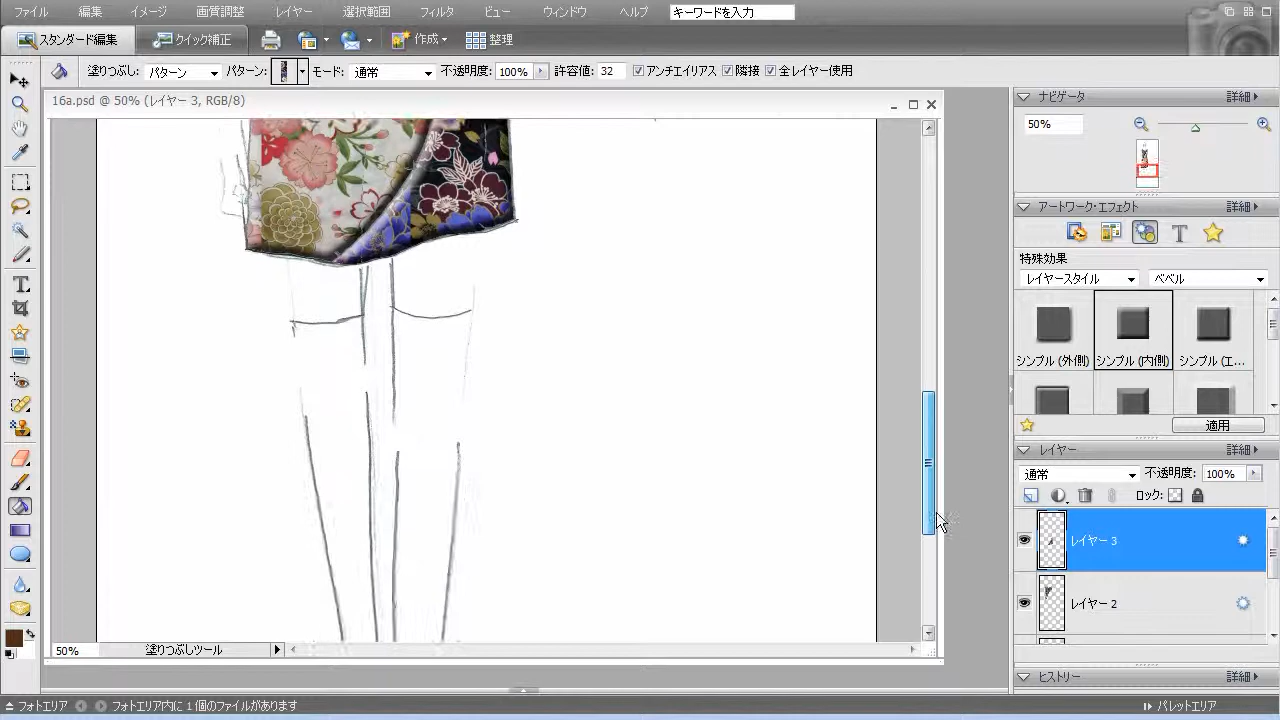 ファイル 編集 イメージ 画質調整 レイヤー 選択範囲 フィルタ ビュー ウィンドウ ヘルプ キーワードを入力
スタンダード編集 クイック補正 作成 整理
塗りつぶし: パターン パターン: モード: 通常 不透明度: 100% 許容値: 32 アンチエイリアス 隣接 全レイヤー使用
16a.psd @ 50% (レイヤー 3, RGB/8)
ナビゲータ 詳細
50%
アートワーク・エフェクト 詳細
特殊効果
レイヤースタイル ベベル
シンプル (外側) シンプル (内側) シンプル (エ...
適用
レイヤー 詳細
通常 不透明度: 100%
ロック:
レイヤー 3
レイヤー 2
50% 塗りつぶしツール
ヒストリー 詳細
フォトエリア フォトエリア内に 1 個のファイルがあります パレットエリア